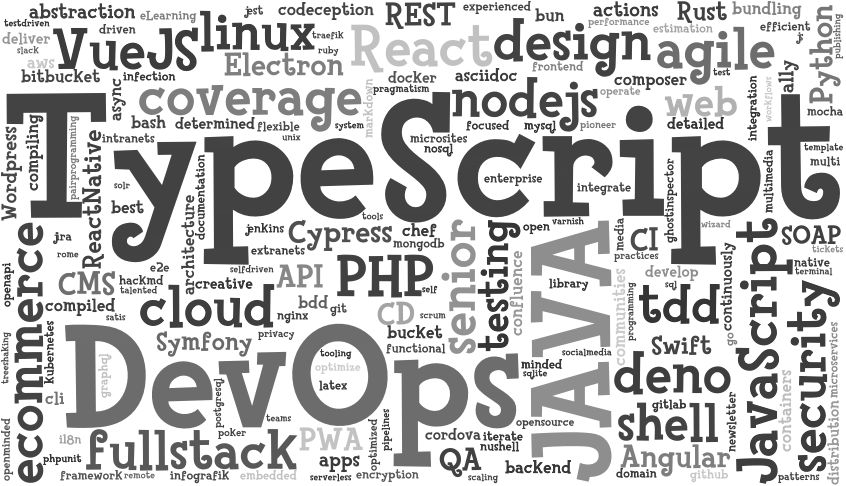 abstraction
eLearning
jest
codeception
REST
experienced
bun
actions
Rust
bundling
testdriven
driven
linux
traefik
ruby
React
design
performance
estimation
efficient
jr
Python
publishing
deliver
slack
VueJS
Electron
frontend
agile
aws
bitbucket
infection
docker
pragmatism
asciidoc
composer
test
a11y
async
coverage
markdown
nodejs
operate
web
workflows
integration
mocha
bash
determined
flexible
system
microsites
focused
mysql
pioneer
detailed
unix
nosql
Wordpress
compiling
pairprogramming
ReactNative
intranets
TypeScript
template
multi
multimedia
solr
documentation
enterprise
integrate
ghostinspector
best
architecture
tools
jenkins
Cypress
chef
mongodb
senior
testing
open
varnish
JAVA
media
CI
practices
wizard
SOAP
tickets
jira
rome
extranets
ecommerce
openapi
e2e
hackmd
talented
CMS
creative
selfdriven
API
PHP
self
confluence
library
communities
programming
develop
sql
tdd
continuously
go
native
terminal
compiled
satis
cloud
nginx
bdd
git
CD
scrum
JavaScript
security
microservices
treeshaking
kubernetes
Symfony
privacy
bucket
functional
socialmedia
Swift
DevOps
graphql
tooling
optimize
latex
minded
sqlite
deno
containers
cli
postgresql
teams
poker
opensource
gitlab
shell
newsletter
distribution
openminded
i18n
phpunit
fullstack
PWA
optimized
pipelines
cordova
iterate
nushell
Angular
framework
remote
infografik
embedded
apps
serverless
encryption
QA
scaling
backend
domain
github
patterns